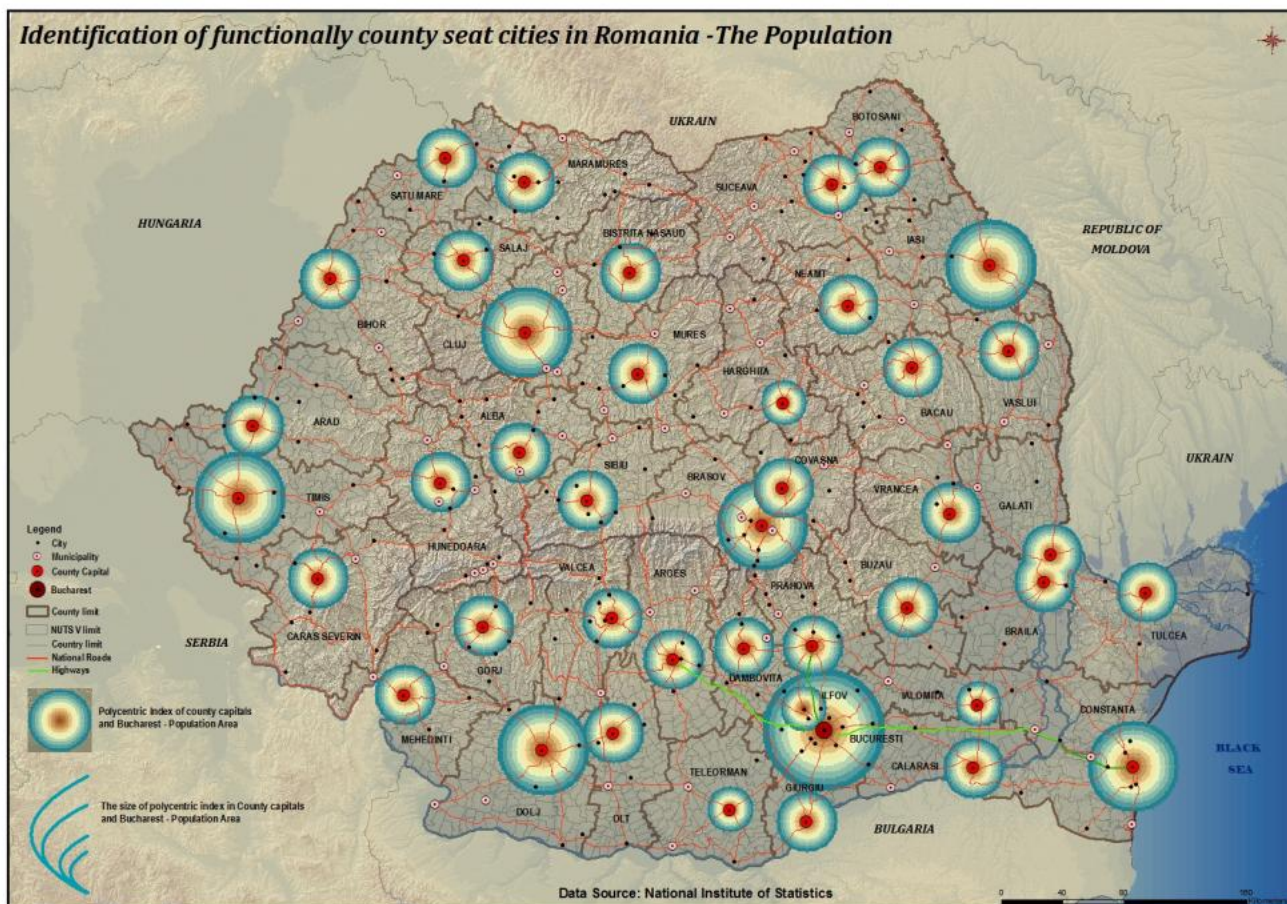 Identification of functionally county seat cities in Romania -The Population
UKRAIN
BOTOSANI
MARAMURES
SATU MARE
SUCEAVA
HUNGARIA
REPUBLIC OF
MOLDOVA
BISTRITA NASAUD
IASI
SALAJ
NEAMT
BIHOR
CLUJ
MURES
HARGHITA
VASLUI
BACAU
ARAD
ALBA
UKRAIN
COVASNA
SIBIU
BRASOV
VRANCEA
TIMIS
GALATI
Legend
City
Municipality
County Capital
Bucharest
County limit
NUTS V limit
Country limit
National Roads
Highways
HUNEDOARA
VALCEA
ARGES
BUZAU
PRAHOVA
CARAS SEVERIN
BRAILA
TULCEA
SERBIA
GORJ
DAMBOVITA
ILFOV
IALOMITA
CONSTANTA
Polycentric Index of county capitals
and Bucharest - Population Area
MEHEDINTI
BUCURESTI
BLACK
SEA
CALARASI
TELEORMAN
GIURGIU
The size of polycentric index in County capitals
and Bucharest - Population Area
DOLJ
OLT
BULGARIA
Data Source: National Institute of Statistics
0
40